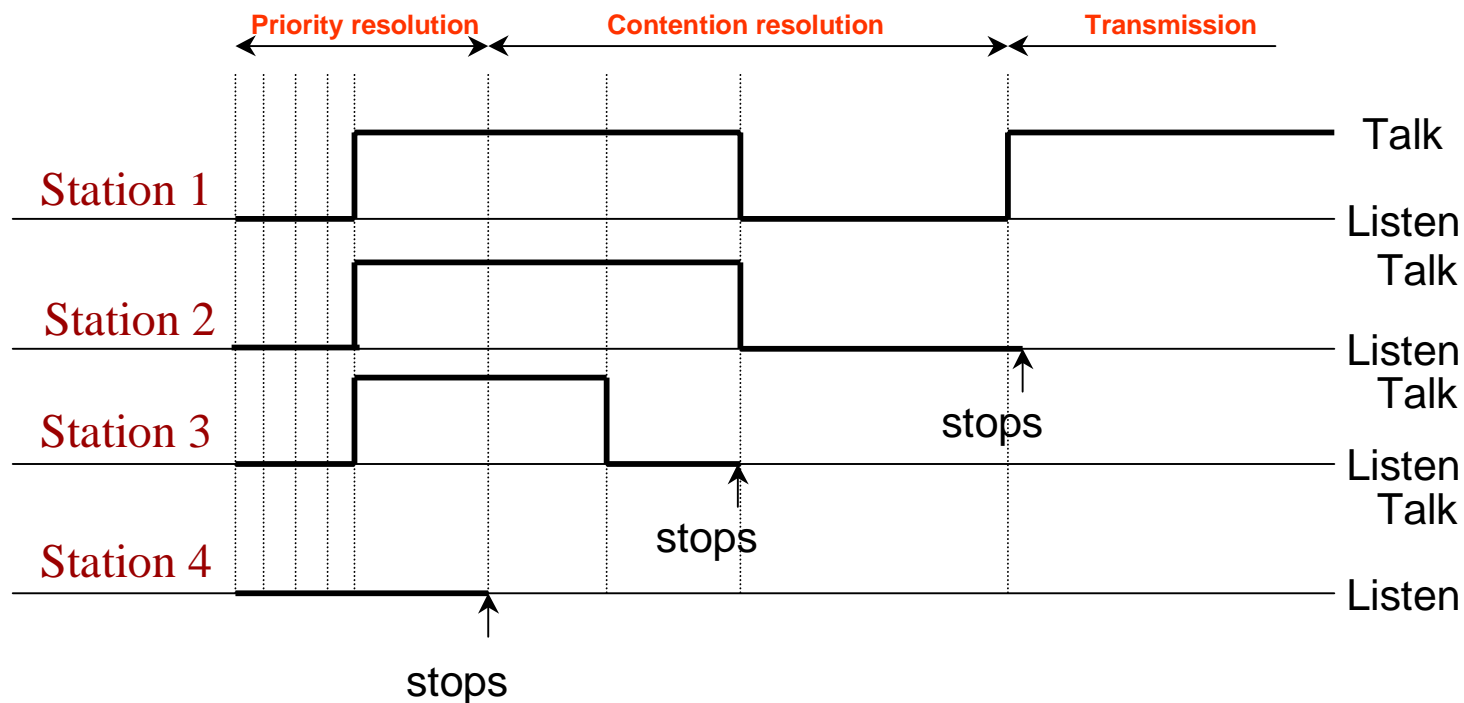 Priority resolution Contention resolution Transmission
Talk
Station 1
Listen
Talk
Station 2
Listen
Talk
stops
Station 3
Listen
Talk
stops
Station 4
Listen
stops